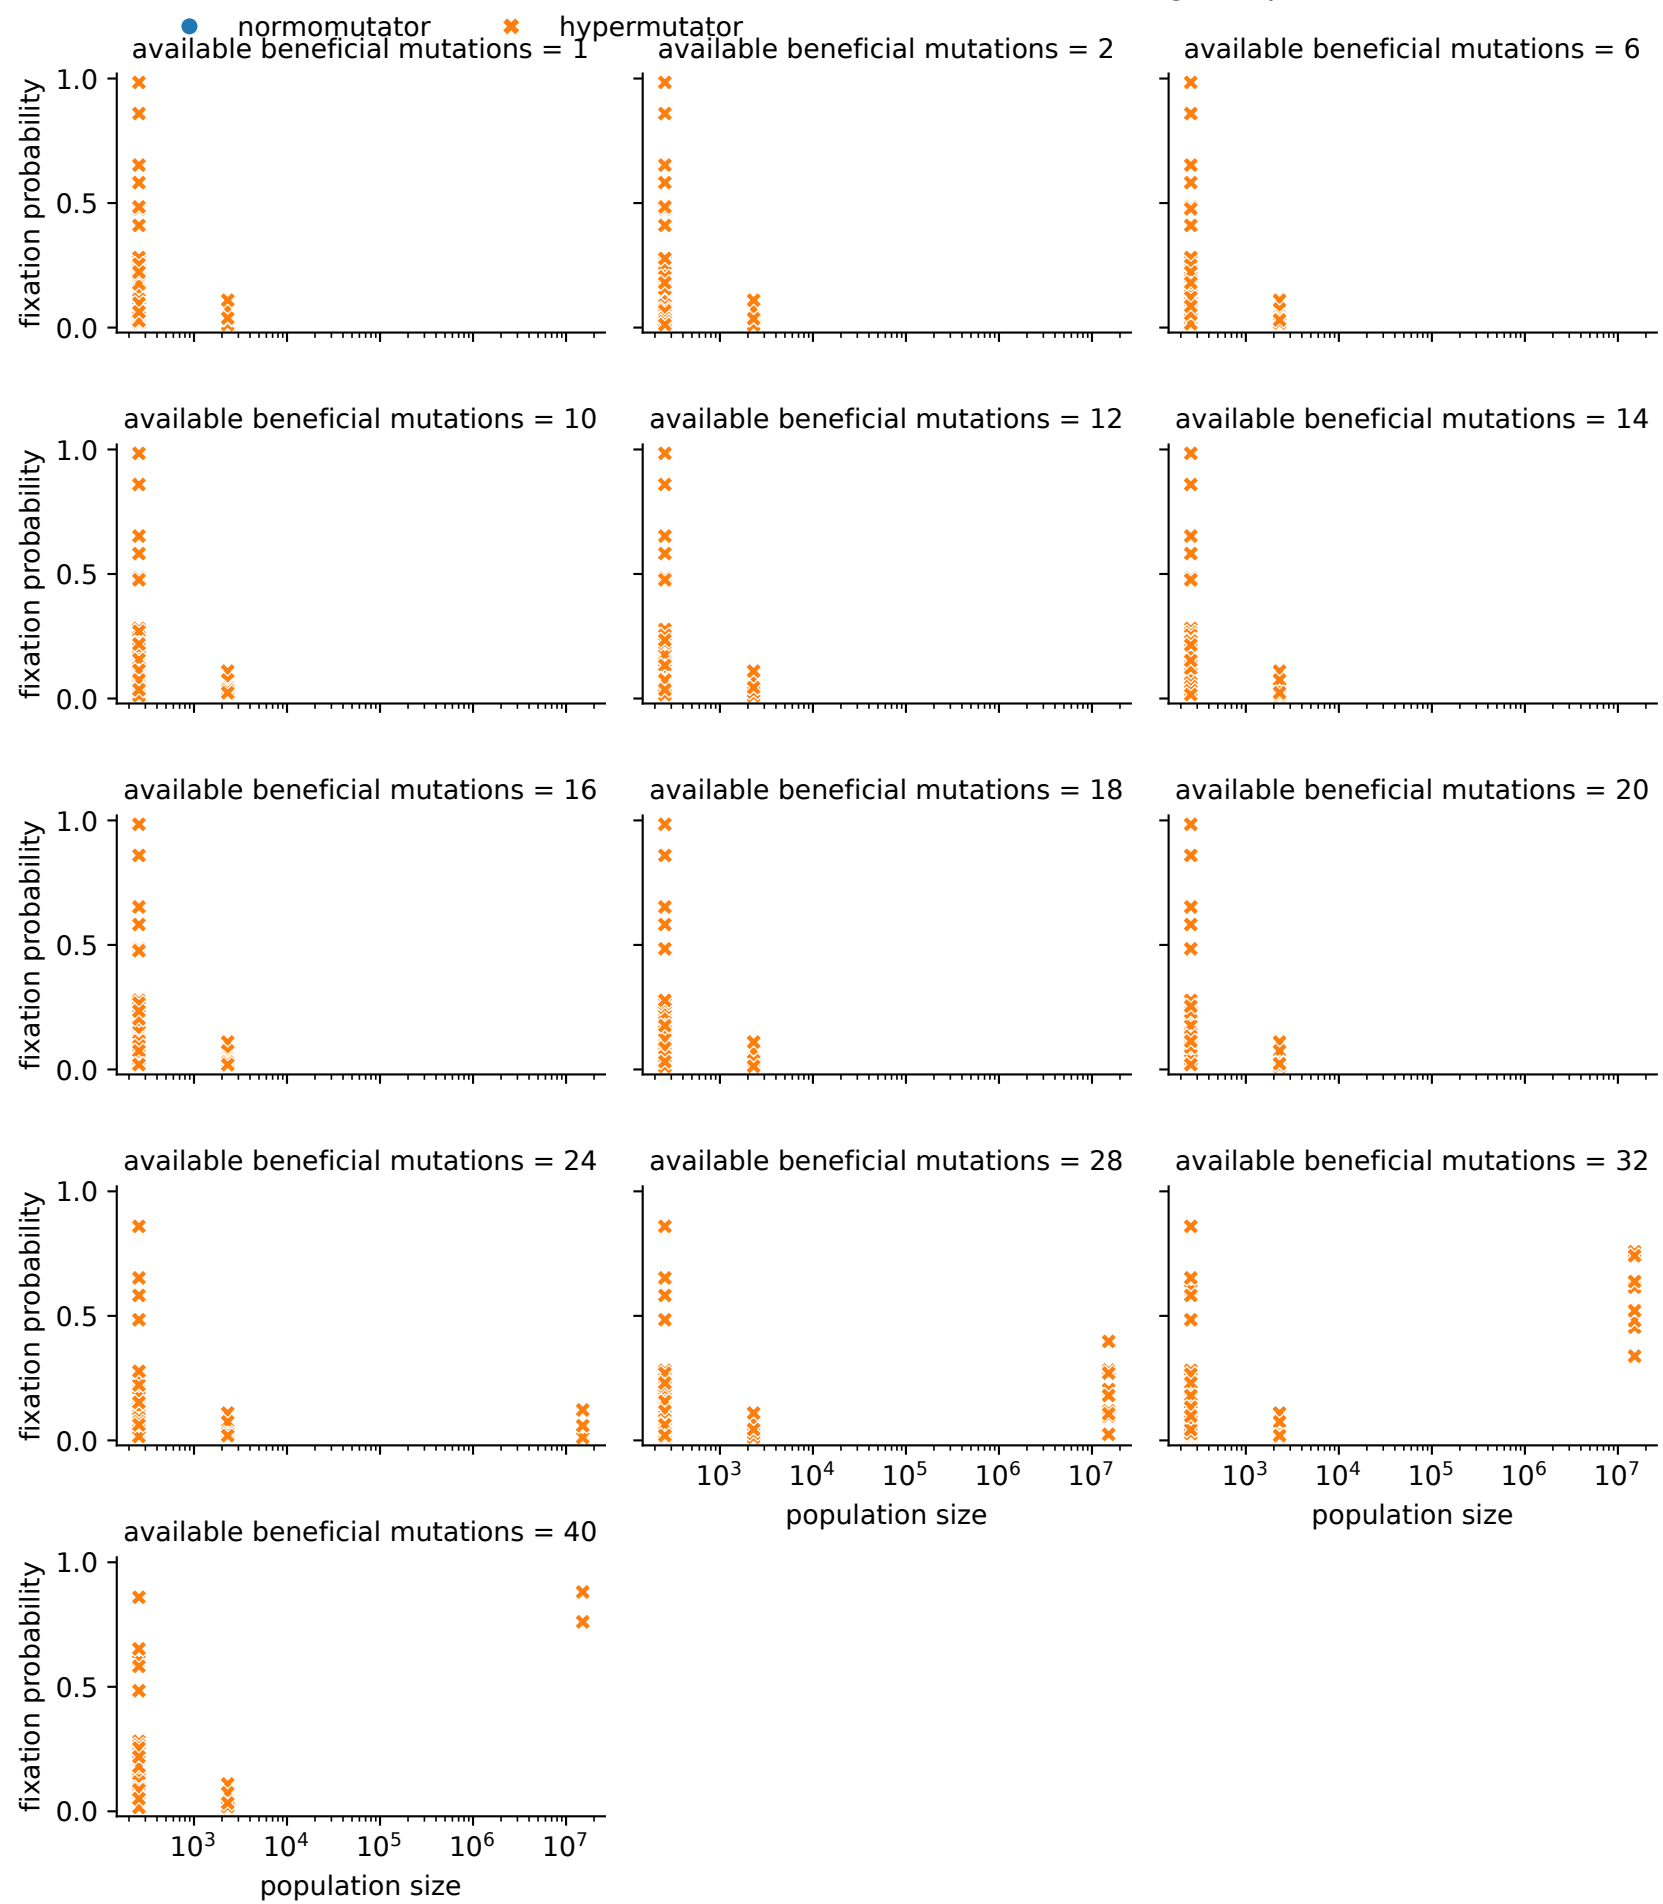 normomutator hypermutator
available beneficial mutations = 1 available beneficial mutations = 2 available beneficial mutations = 6
fixation probability
1.0
0.5
0.0
available beneficial mutations = 10 available beneficial mutations = 12 available beneficial mutations = 14
fixation probability
1.0
0.5
0.0
available beneficial mutations = 16 available beneficial mutations = 18 available beneficial mutations = 20
fixation probability
1.0
0.5
0.0
available beneficial mutations = 24 available beneficial mutations = 28 available beneficial mutations = 32
fixation probability
1.0
0.5
0.0
10³ 10⁴ 10⁵ 10⁶ 10⁷ 10³ 10⁴ 10⁵ 10⁶ 10⁷
population size population size
available beneficial mutations = 40
fixation probability
1.0
0.5
0.0
10³ 10⁴ 10⁵ 10⁶ 10⁷
population size